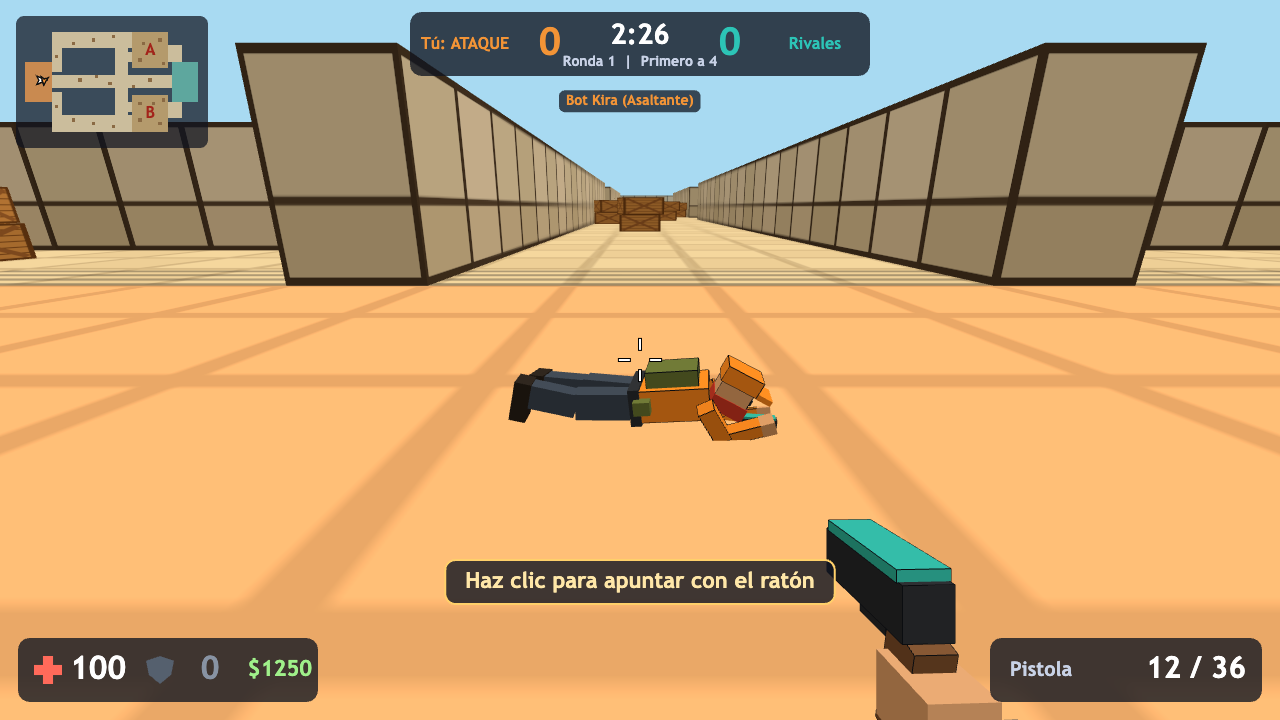 A
B
Tú: ATAQUE
0
2:26
0
Rivales
Ronda 1 | Primero a 4
Bot Kira (Asaltante)
Haz clic para apuntar con el ratón
100
0
$1250
Pistola
12 / 36